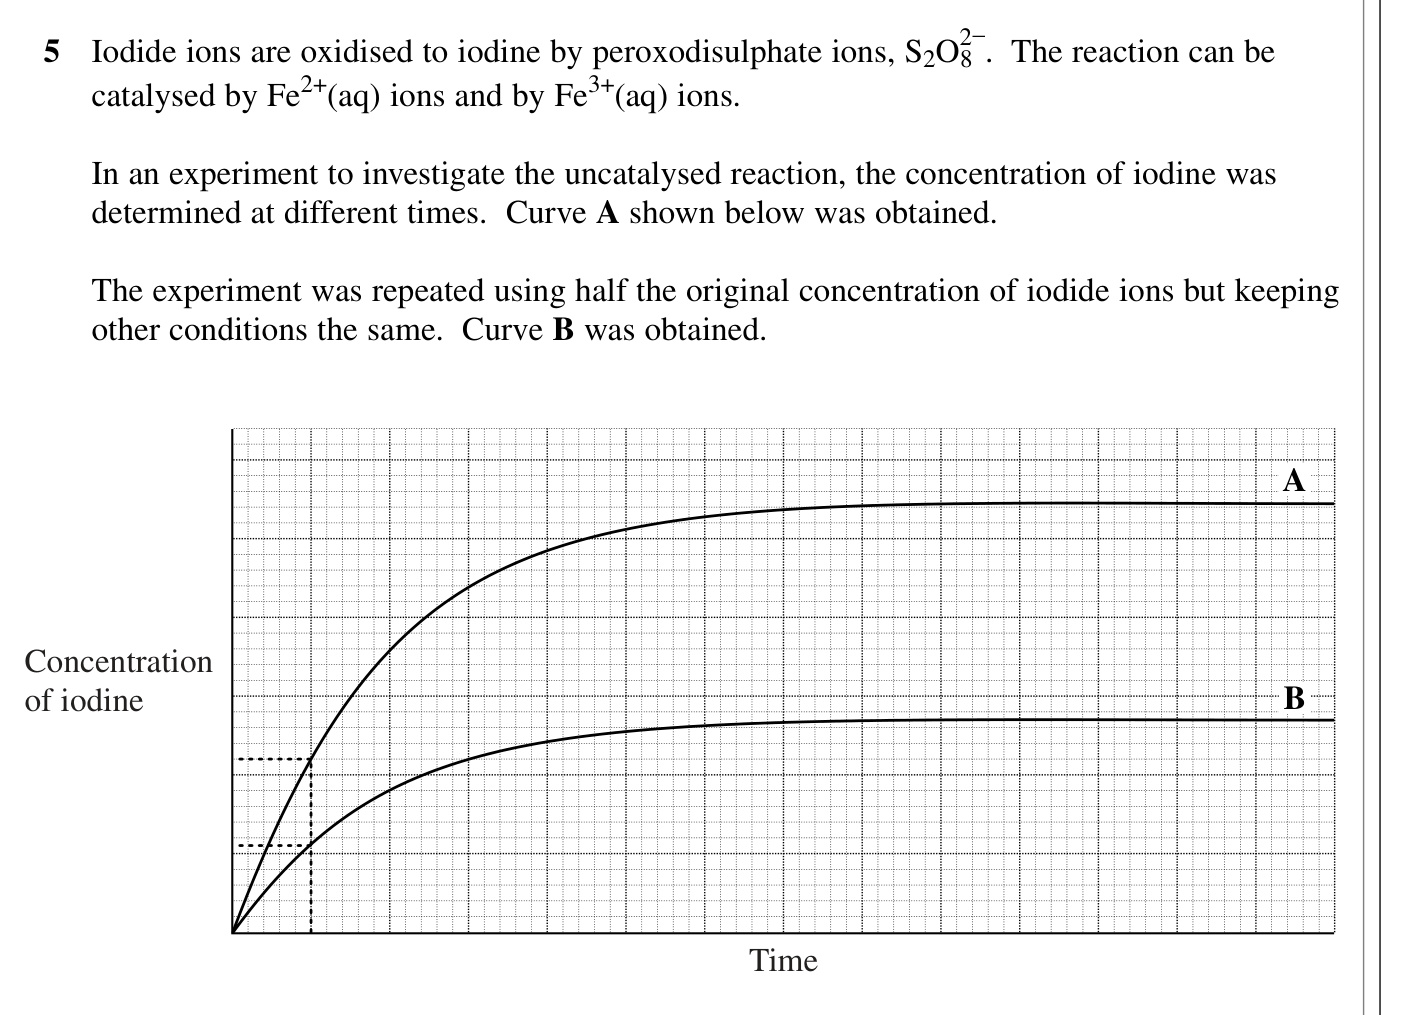 5 Iodide ions are oxidised to iodine by peroxodisulphate ions, S₂O₈²⁻. The reaction can be
catalysed by Fe²⁺(aq) ions and by Fe³⁺(aq) ions.
In an experiment to investigate the uncatalysed reaction, the concentration of iodine was
determined at different times. Curve A shown below was obtained.
The experiment was repeated using half the original concentration of iodide ions but keeping
other conditions the same. Curve B was obtained.
A
Concentration
of iodine
B
Time